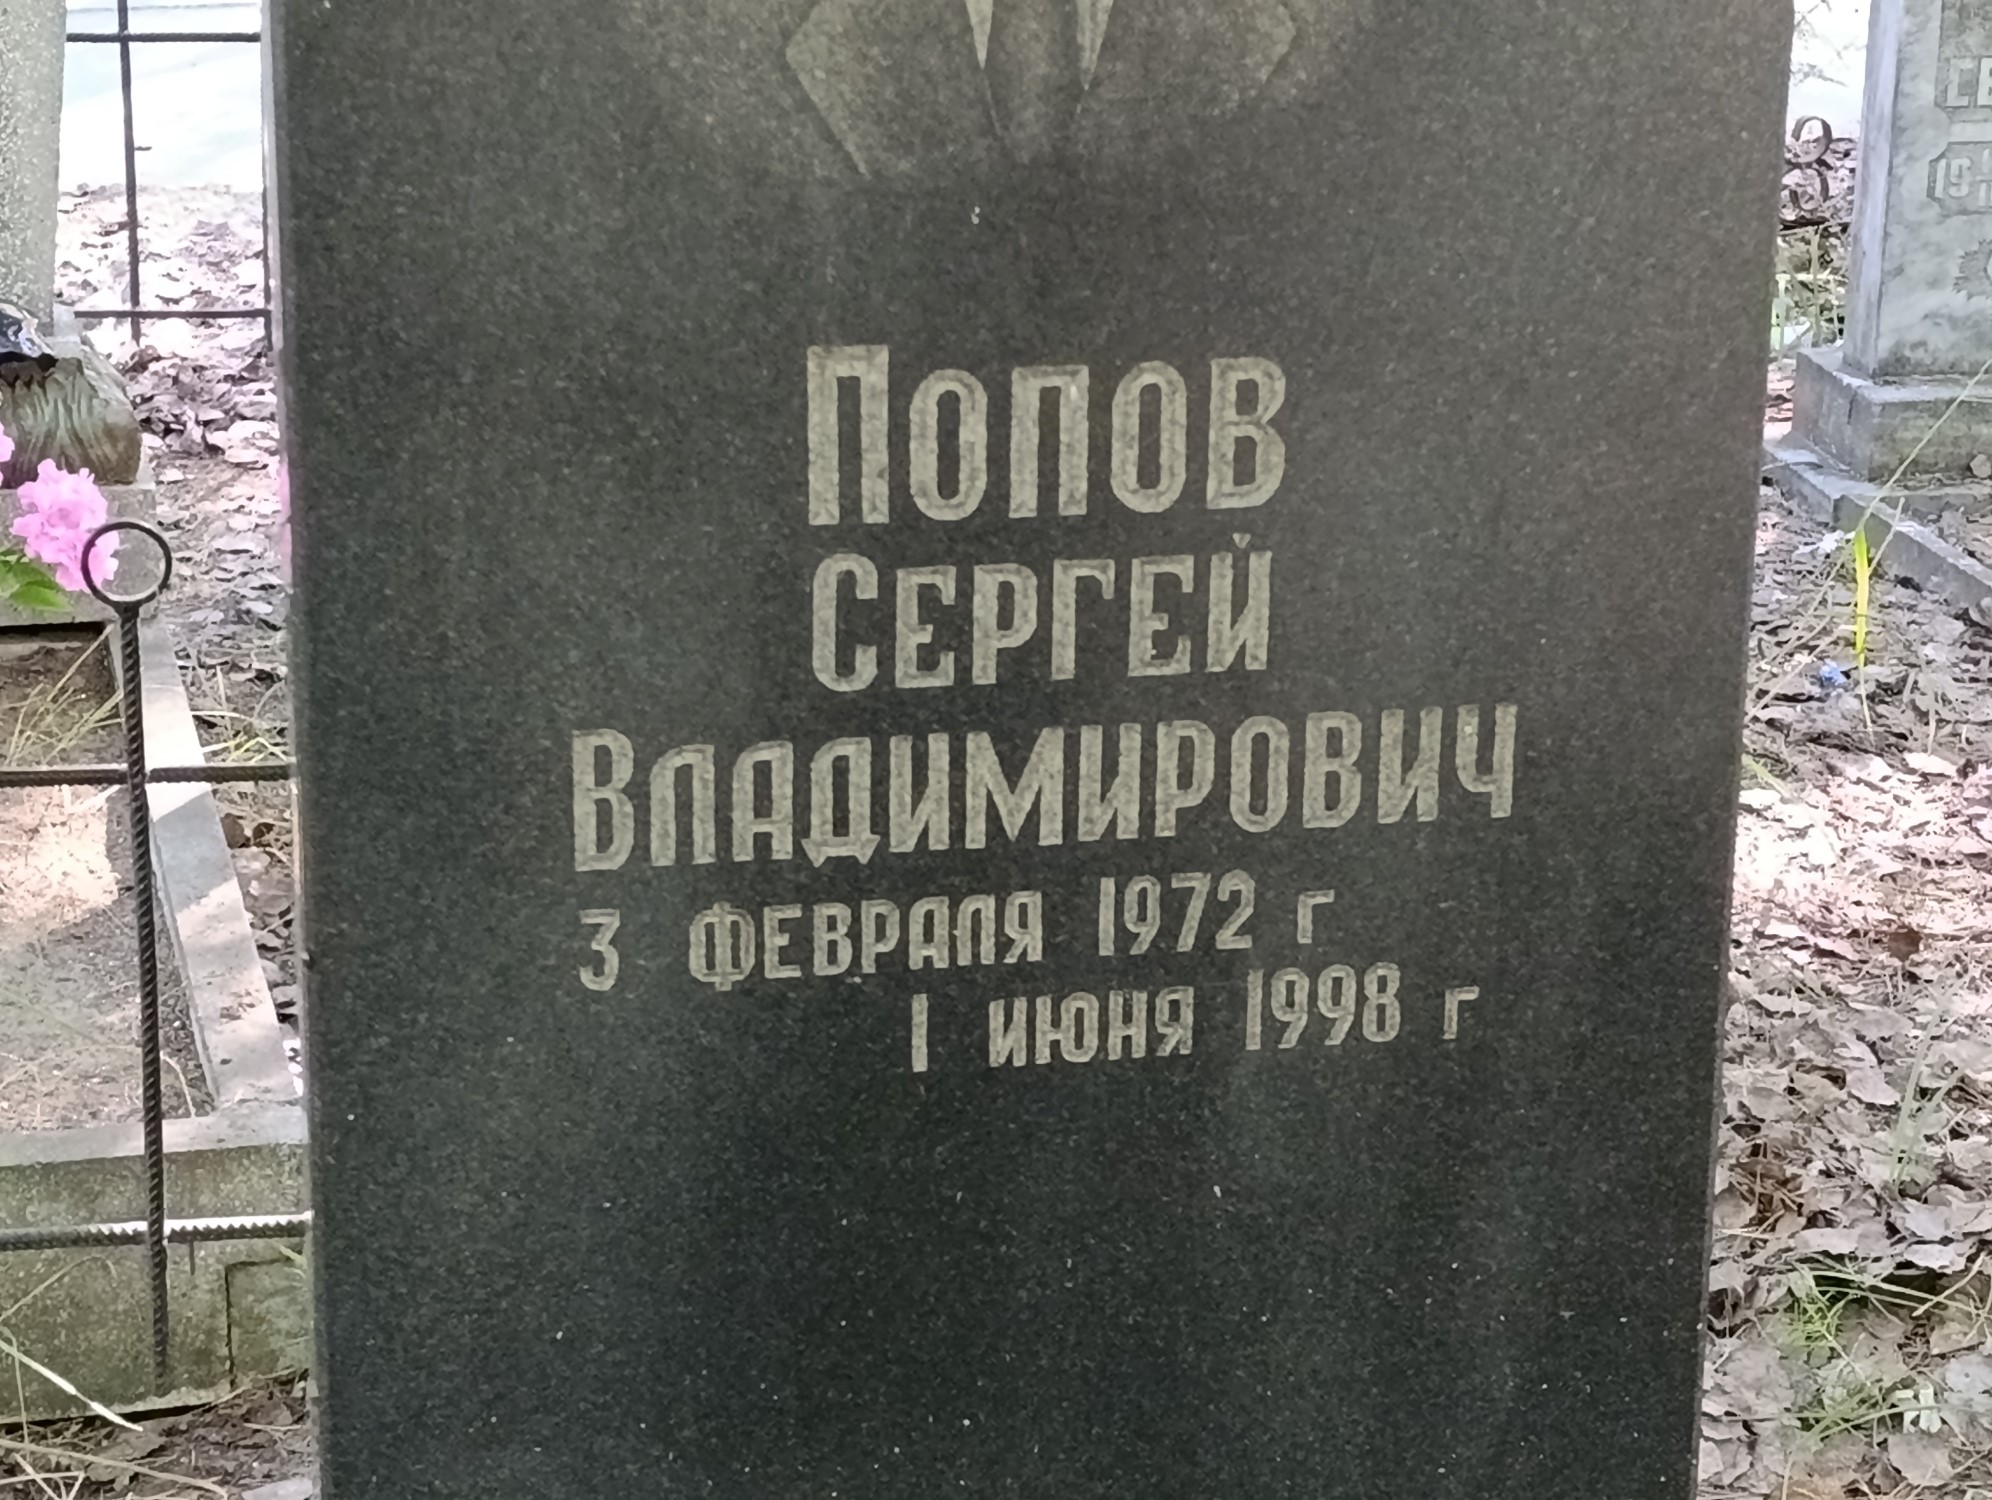 Попов
Сергей
Владимирович
3 февраля 1972 г
1 июня 1998 г